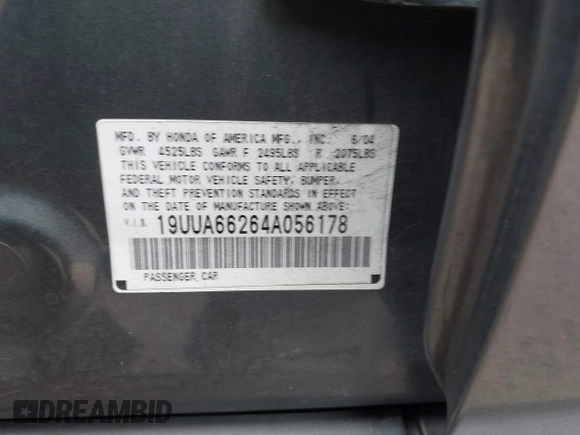 MFD. BY HONDA OF AMERICA MFG., INC. 6/04
GVWR 4525LBS GAWR F 2495LBS R 2075LBS
THIS VEHICLE CONFORMS TO ALL APPLICABLE
FEDERAL MOTOR VEHICLE SAFETY, BUMPER,
AND THEFT PREVENTION STANDARDS IN EFFECT
ON THE DATE OF MANUFACTURE SHOWN ABOVE.
V.I.N. 19UUA66264A056178
PASSENGER CAR
DREAMBID